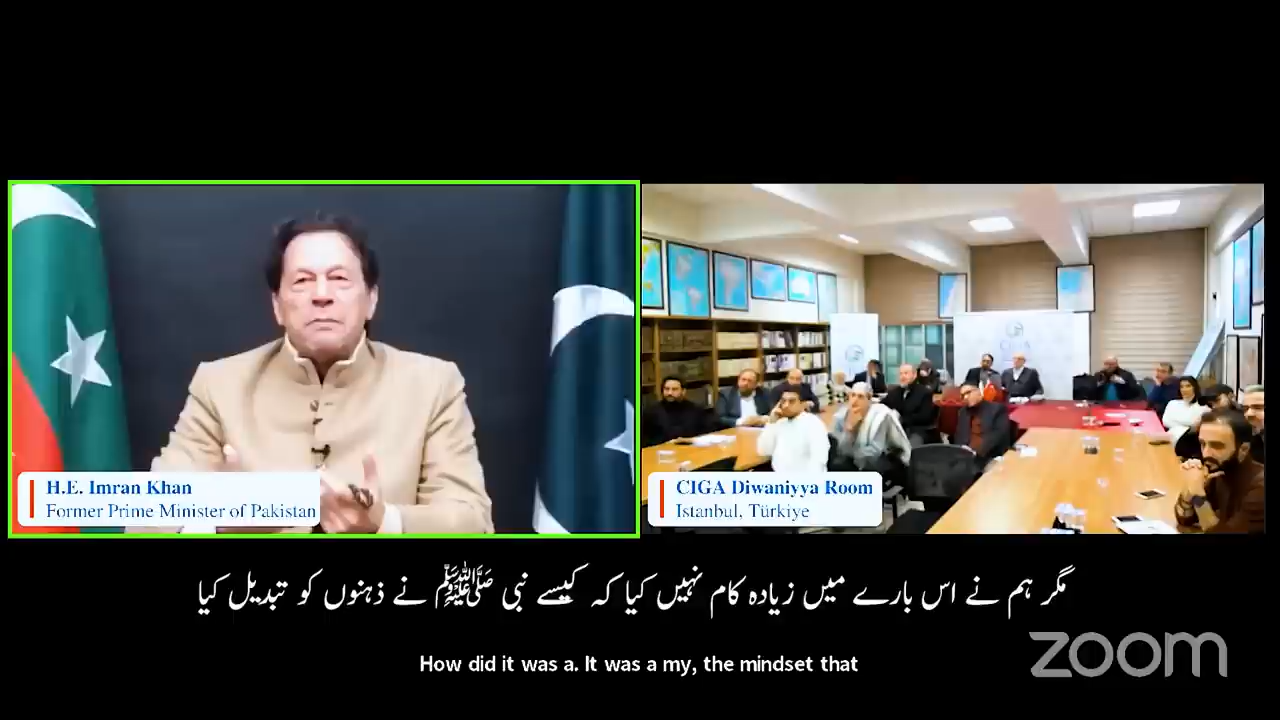 H.E. Imran Khan
Former Prime Minister of Pakistan
CIGA Diwaniyya Room
Istanbul, Türkiye
CIGA
مگر ہم نے اس بارے میں زیادہ کام نہیں کیا کہ کیسے نبی ﷺ نے ذہنوں کو تبدیل کیا
How did it was a. It was a my, the mindset that
zoom